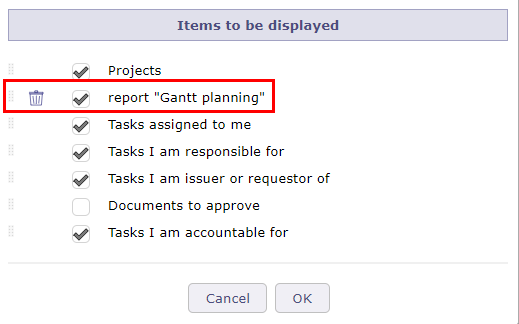 Items to be displayed
Projects
report "Gantt planning"
Tasks assigned to me
Tasks I am responsible for
Tasks I am issuer or requestor of
Documents to approve
Tasks I am accountable for
Cancel OK